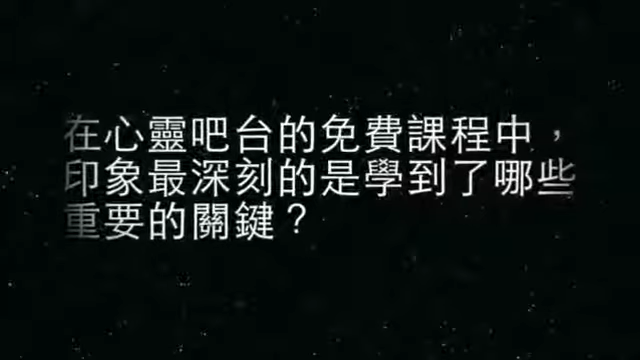 在心靈吧台的免費課程中，
印象最深刻的是學到了哪些
重要的關鍵？